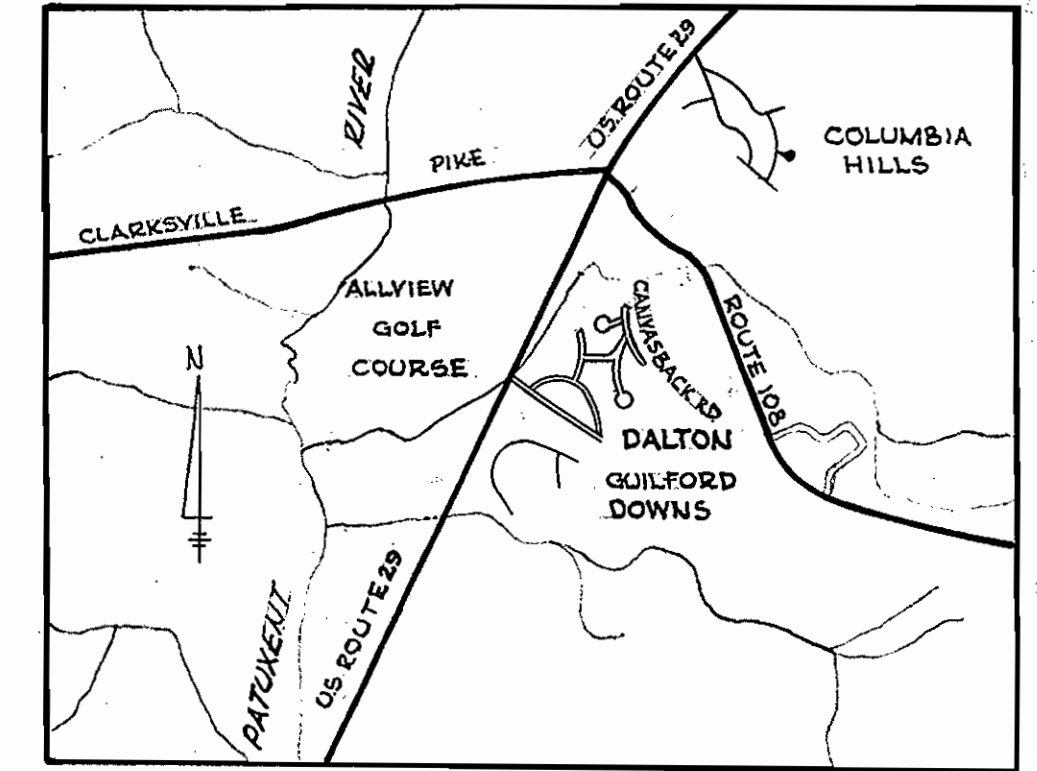 RIVER
U.S. ROUTE 29
COLUMBIA
HILLS
PIKE
CLARKSVILLE
ALLVIEW
GOLF
COURSE
CANVASBACK RD.
ROUTE 108
N
DALTON
GUILFORD
DOWNS
U.S. ROUTE 29
PATUXENT